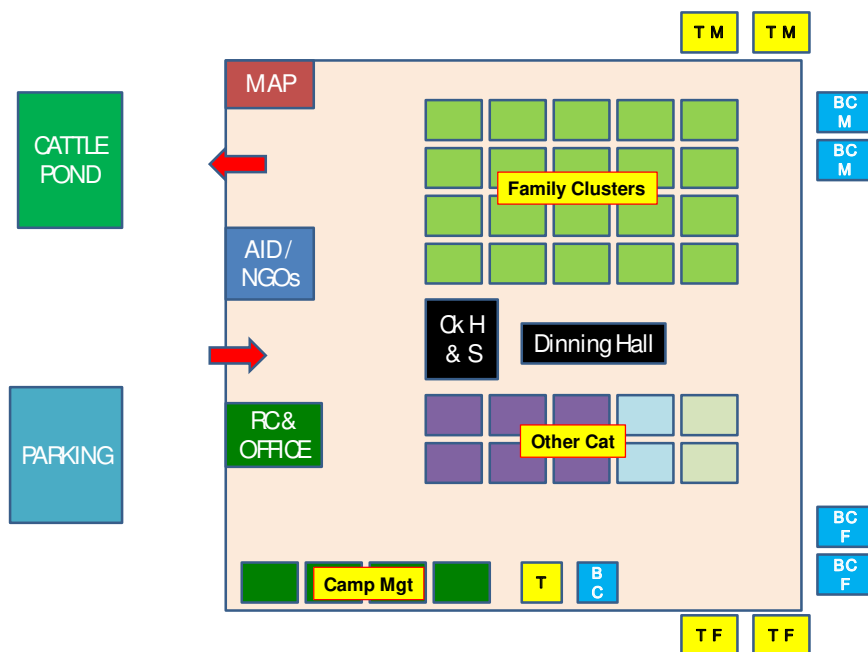 T M
T M
MAP
BC
M
CATTLE
POND
BC
M
Family Clusters
AID /
NGOs
Ck H
& S
Dinning Hall
RC &
OFFICE
PARKING
Other Cat
BC
F
BC
F
Camp Mgt
T
B
C
T F
T F